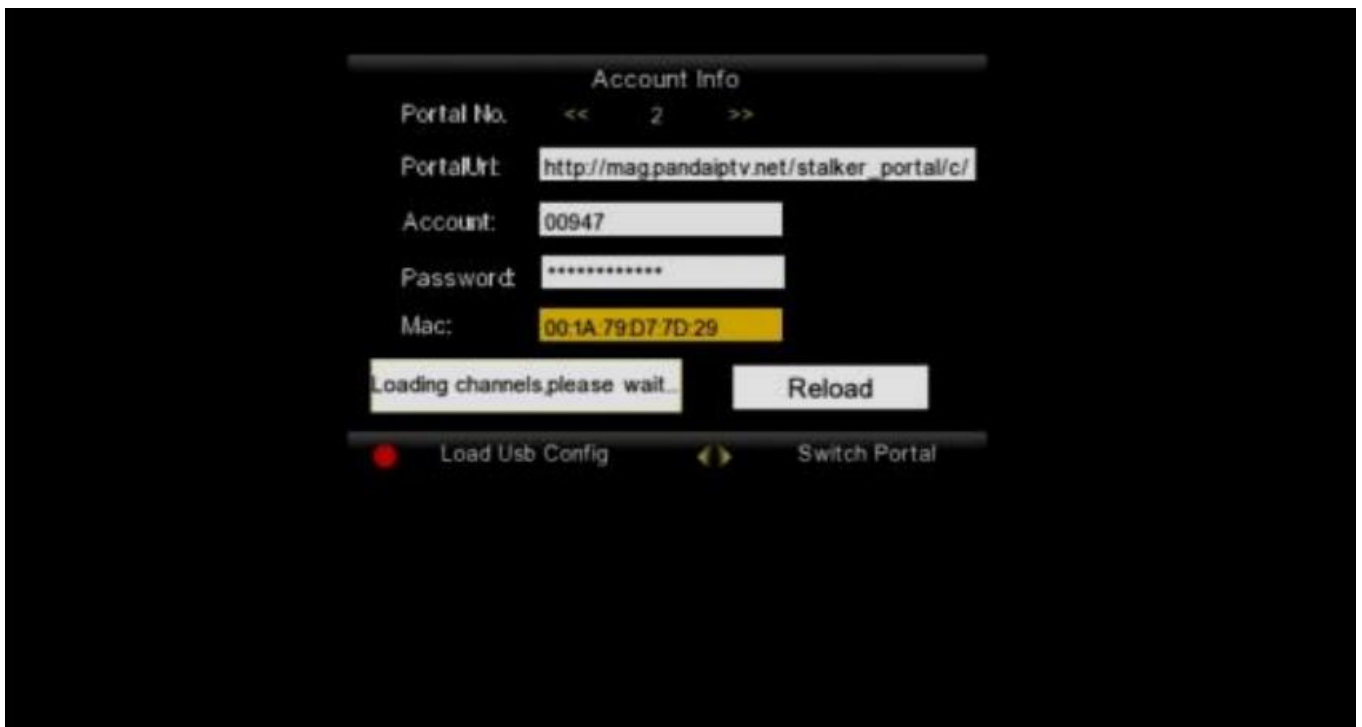 Account Info
Portal No. << 2 >>
PortalUrl: http://mag.pandaiptv.net/stalker_portal/c/
Account: 00947
Password: ************
Mac: 00:1A:79:D7:7D:29
Loading channels,please wait... Reload
Load Usb Config Switch Portal